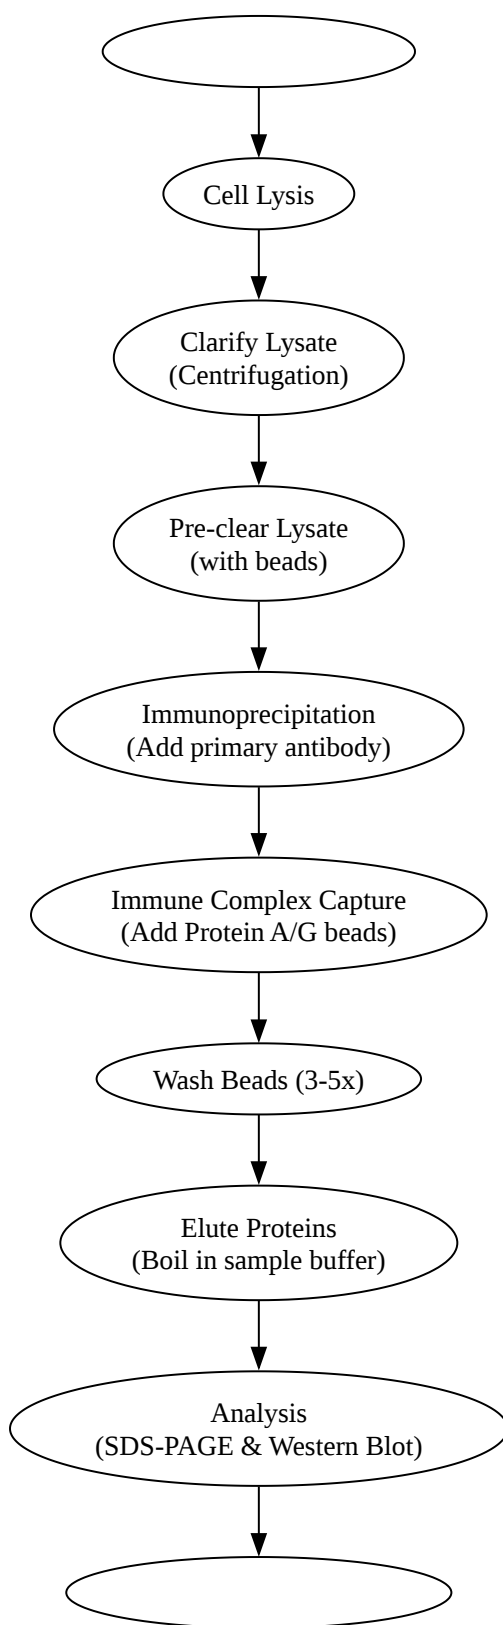 Cell Lysis
Clarify Lysate
(Centrifugation)
Pre-clear Lysate
(with beads)
Immunoprecipitation
(Add primary antibody)
Immune Complex Capture
(Add Protein A/G beads)
Wash Beads (3-5x)
Elute Proteins
(Boil in sample buffer)
Analysis
(SDS-PAGE & Western Blot)